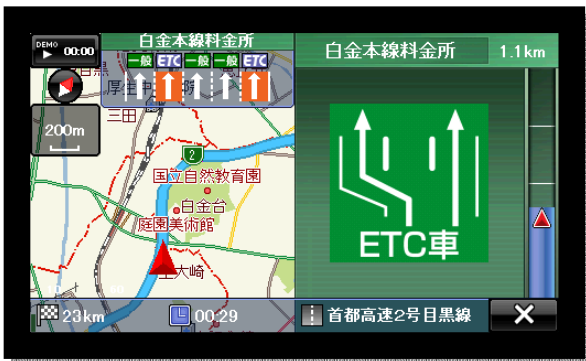 DEMO
00:00
白金本線料金所
一般 ETC 一般 一般 ETC
200m
三田
2
国立自然教育園
白金台
庭園美術館
上大崎
23km
00:29
白金本線料金所 1.1km
ETC車
首都高速2号目黒線